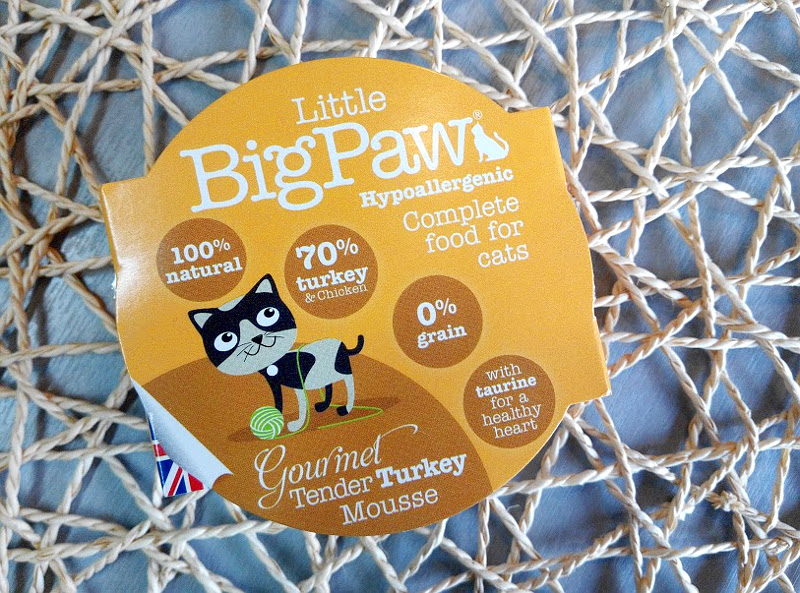 Little
BigPaw®
Hypoallergenic
Complete
food for
cats
100%
natural
70%
turkey
& Chicken
0%
grain
with
taurine
for a
healthy
heart
Gourmet
Tender Turkey
Mousse